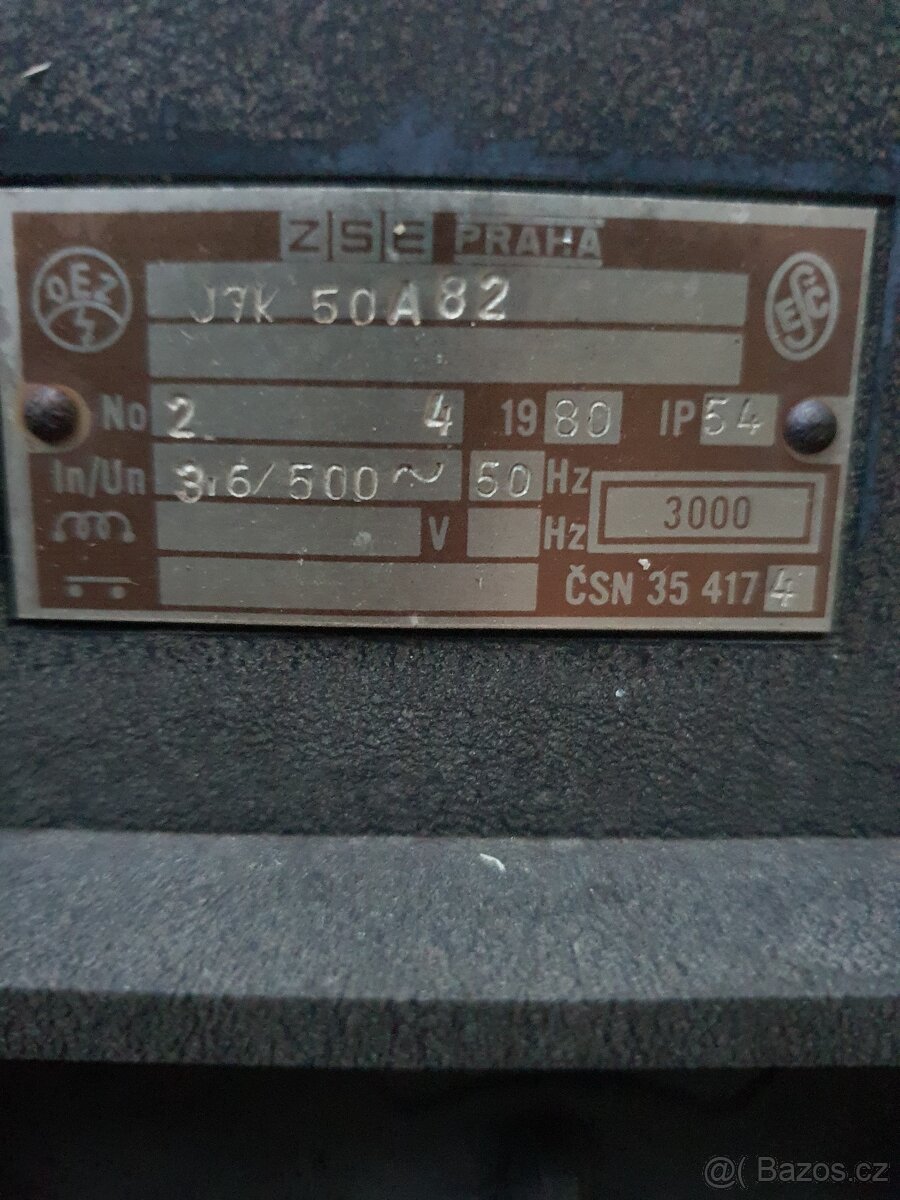 ZSE PRAHA
OEZ
ESČ
J7K 50A82
No 2 4 1980 IP54
In/Un 3,6/500~ 50 Hz
3000
V Hz
ČSN 35 4174
@( Bazos.cz